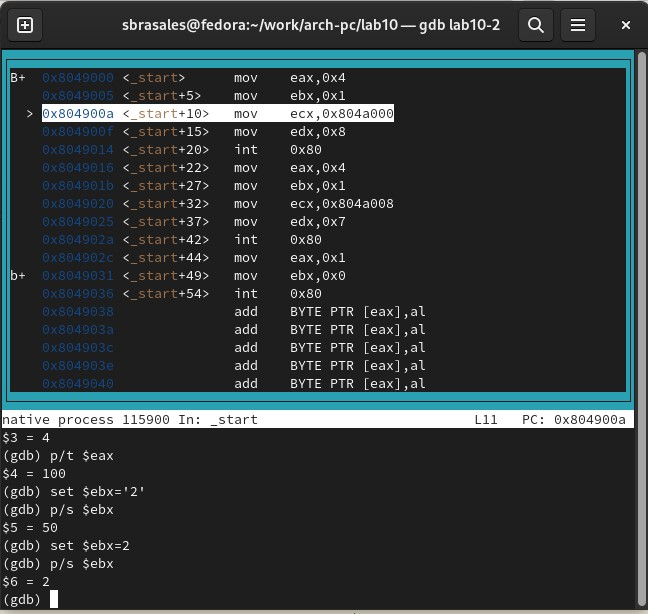 sbrasales@fedora:~/work/arch-pc/lab10 — gdb lab10-2
B+ 0x8049000 <_start> mov eax,0x4
0x8049005 <_start+5> mov ebx,0x1
> 0x804900a <_start+10> mov ecx,0x804a000
0x804900f <_start+15> mov edx,0x8
0x8049014 <_start+20> int 0x80
0x8049016 <_start+22> mov eax,0x4
0x804901b <_start+27> mov ebx,0x1
0x8049020 <_start+32> mov ecx,0x804a008
0x8049025 <_start+37> mov edx,0x7
0x804902a <_start+42> int 0x80
0x804902c <_start+44> mov eax,0x1
b+ 0x8049031 <_start+49> mov ebx,0x0
0x8049036 <_start+54> int 0x80
0x8049038 add BYTE PTR [eax],al
0x804903a add BYTE PTR [eax],al
0x804903c add BYTE PTR [eax],al
0x804903e add BYTE PTR [eax],al
0x8049040 add BYTE PTR [eax],al
native process 115900 In: _start L11 PC: 0x804900a
$3 = 4
(gdb) p/t $eax
$4 = 100
(gdb) set $ebx='2'
(gdb) p/s $ebx
$5 = 50
(gdb) set $ebx=2
(gdb) p/s $ebx
$6 = 2
(gdb)